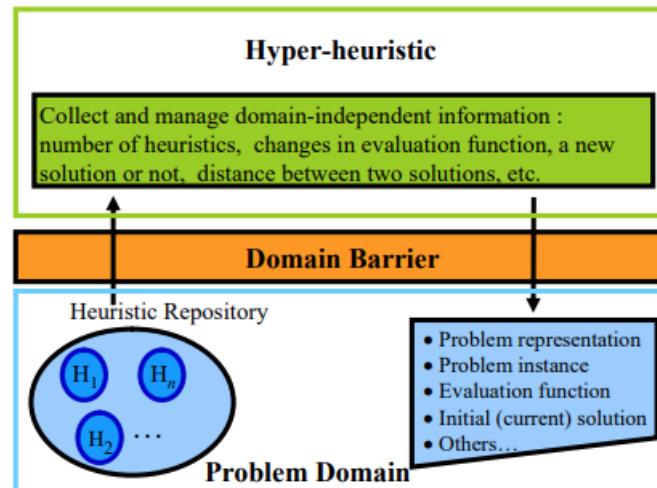 Hyper-heuristic
Collect and manage domain-independent information :
number of heuristics, changes in evaluation function, a new
solution or not, distance between two solutions, etc.
Domain Barrier
Heuristic Repository
H1
Hn
H2
...
• Problem representation
• Problem instance
• Evaluation function
• Initial (current) solution
• Others…
Problem Domain